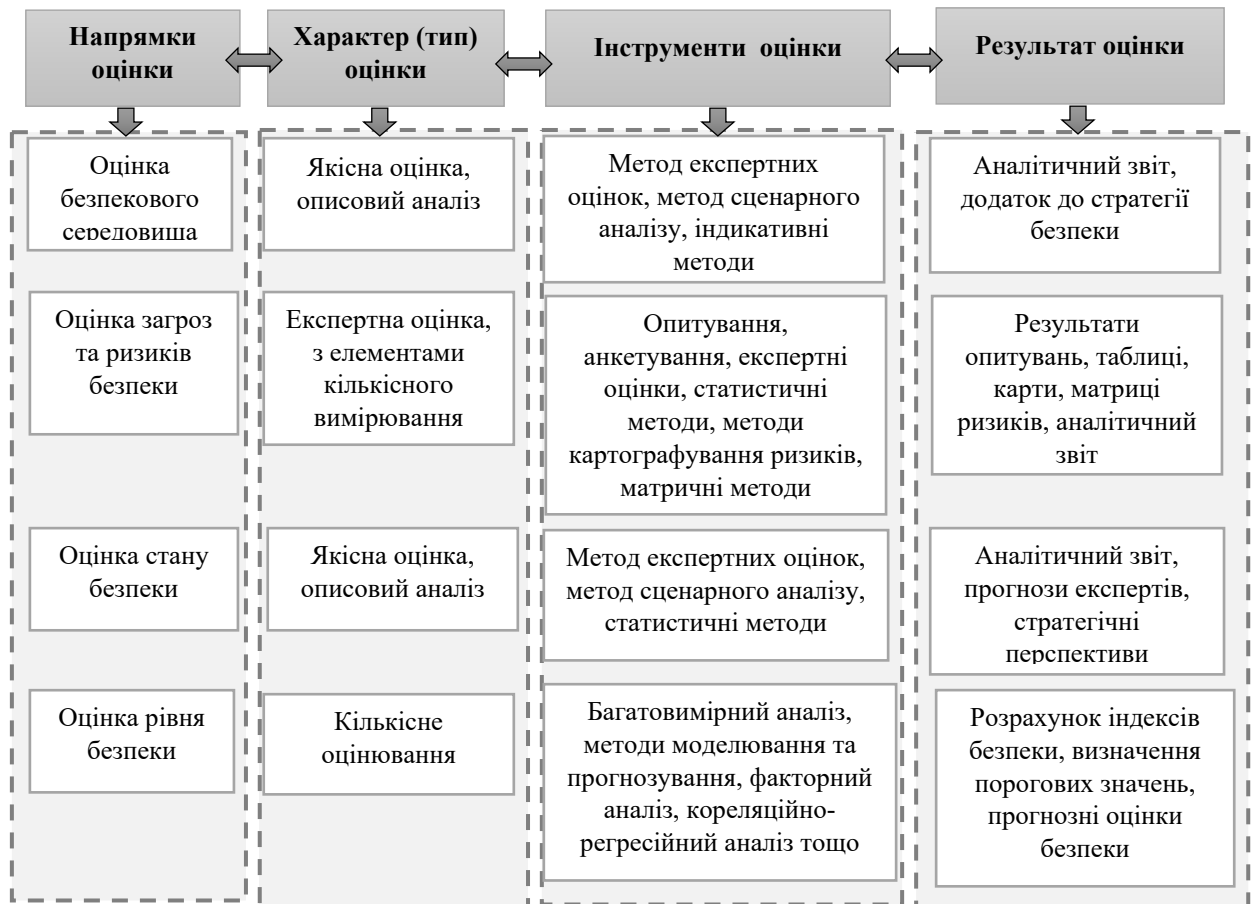 Напрямки
оцінки
Характер (тип)
оцінки
Інструменти оцінки
Результат оцінки
Оцінка
безпекового
середовища
Якісна оцінка,
описовий аналіз
Метод експертних
оцінок, метод сценарного
аналізу, індикативні
методи
Аналітичний звіт,
додаток до стратегії
безпеки
Оцінка загроз
та ризиків
безпеки
Експертна оцінка,
з елементами
кількісного
вимірювання
Опитування,
анкетування, експертні
оцінки, статистичні
методи, методи
картографування ризиків,
матричні методи
Результати
опитувань, таблиці,
карти, матриці
ризиків, аналітичний
звіт
Оцінка стану
безпеки
Якісна оцінка,
описовий аналіз
Метод експертних оцінок,
метод сценарного аналізу,
статистичні методи
Аналітичний звіт,
прогнози експертів,
стратегічні
перспективи
Оцінка рівня
безпеки
Кількісне
оцінювання
Багатовимірний аналіз,
методи моделювання та
прогнозування, факторний
аналіз, кореляційно-
регресійний аналіз тощо
Розрахунок індексів
безпеки, визначення
порогових значень,
прогнозні оцінки
безпеки